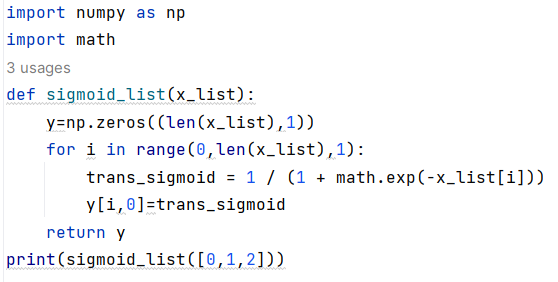 import numpy as np
import math
3 usages
def sigmoid_list(x_list):
    y=np.zeros((len(x_list),1))
    for i in range(0,len(x_list),1):
        trans_sigmoid = 1 / (1 + math.exp(-x_list[i]))
        y[i,0]=trans_sigmoid
    return y
print(sigmoid_list([0,1,2]))